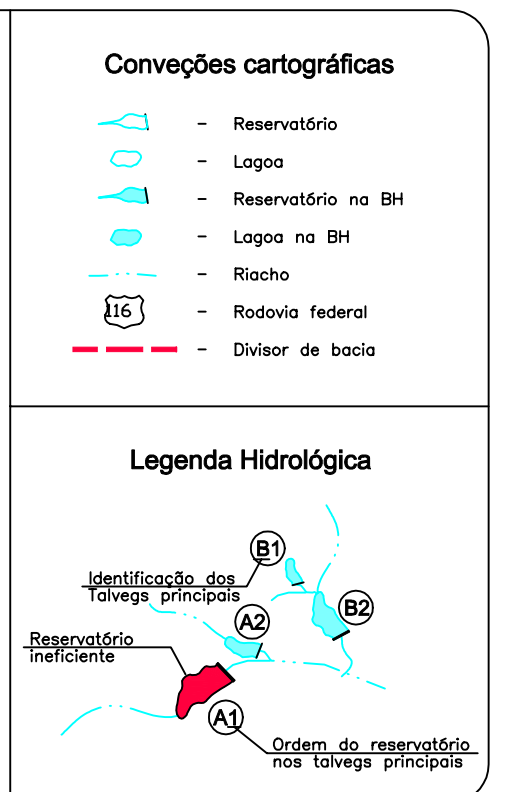 Conveções cartográficas
- Reservatório
- Lagoa
- Reservatório na BH
- Lagoa na BH
- Riacho
116 - Rodovia federal
- Divisor de bacia
Legenda Hidrológica
B1
Identificação dos
Talvegs principais
B2
A2
Reservatório
ineficiente
A1
Ordem do reservatório
nos talvegs principais